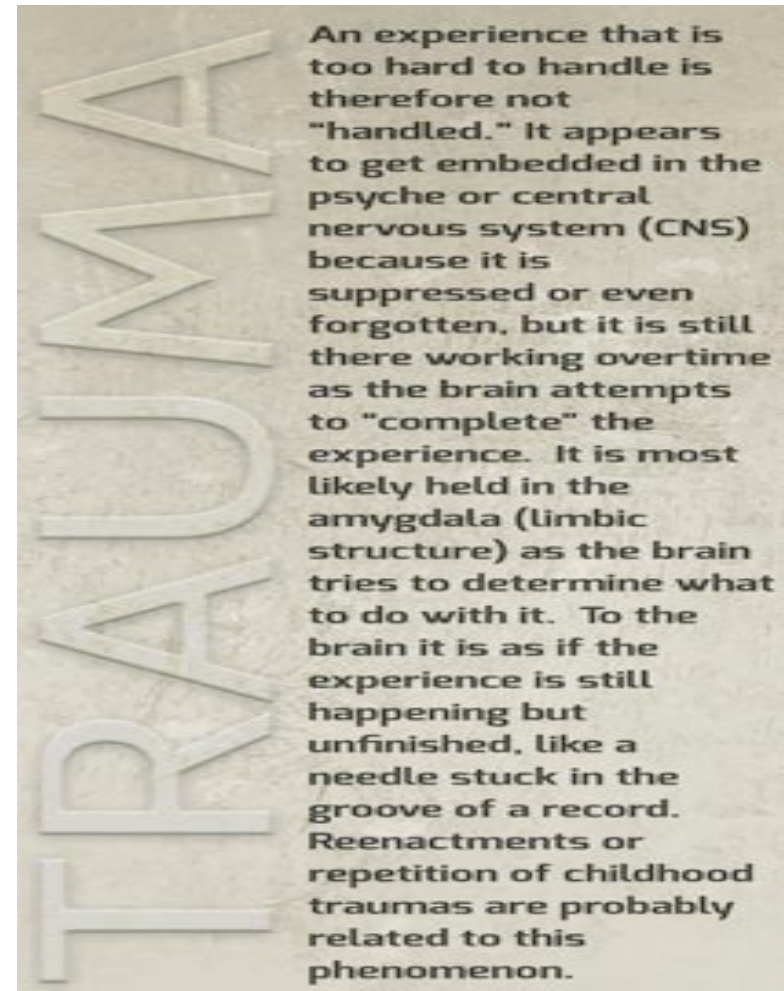 TRAUMA
An experience that is
too hard to handle is
therefore not
"handled." It appears
to get embedded in the
psyche or central
nervous system (CNS)
because it is
suppressed or even
forgotten, but it is still
there working overtime
as the brain attempts
to "complete" the
experience.  It is most
likely held in the
amygdala (limbic
structure) as the brain
tries to determine what
to do with it.  To the
brain it is as if the
experience is still
happening but
unfinished, like a
needle stuck in the
groove of a record.
Reenactments or
repetition of childhood
traumas are probably
related to this
phenomenon.